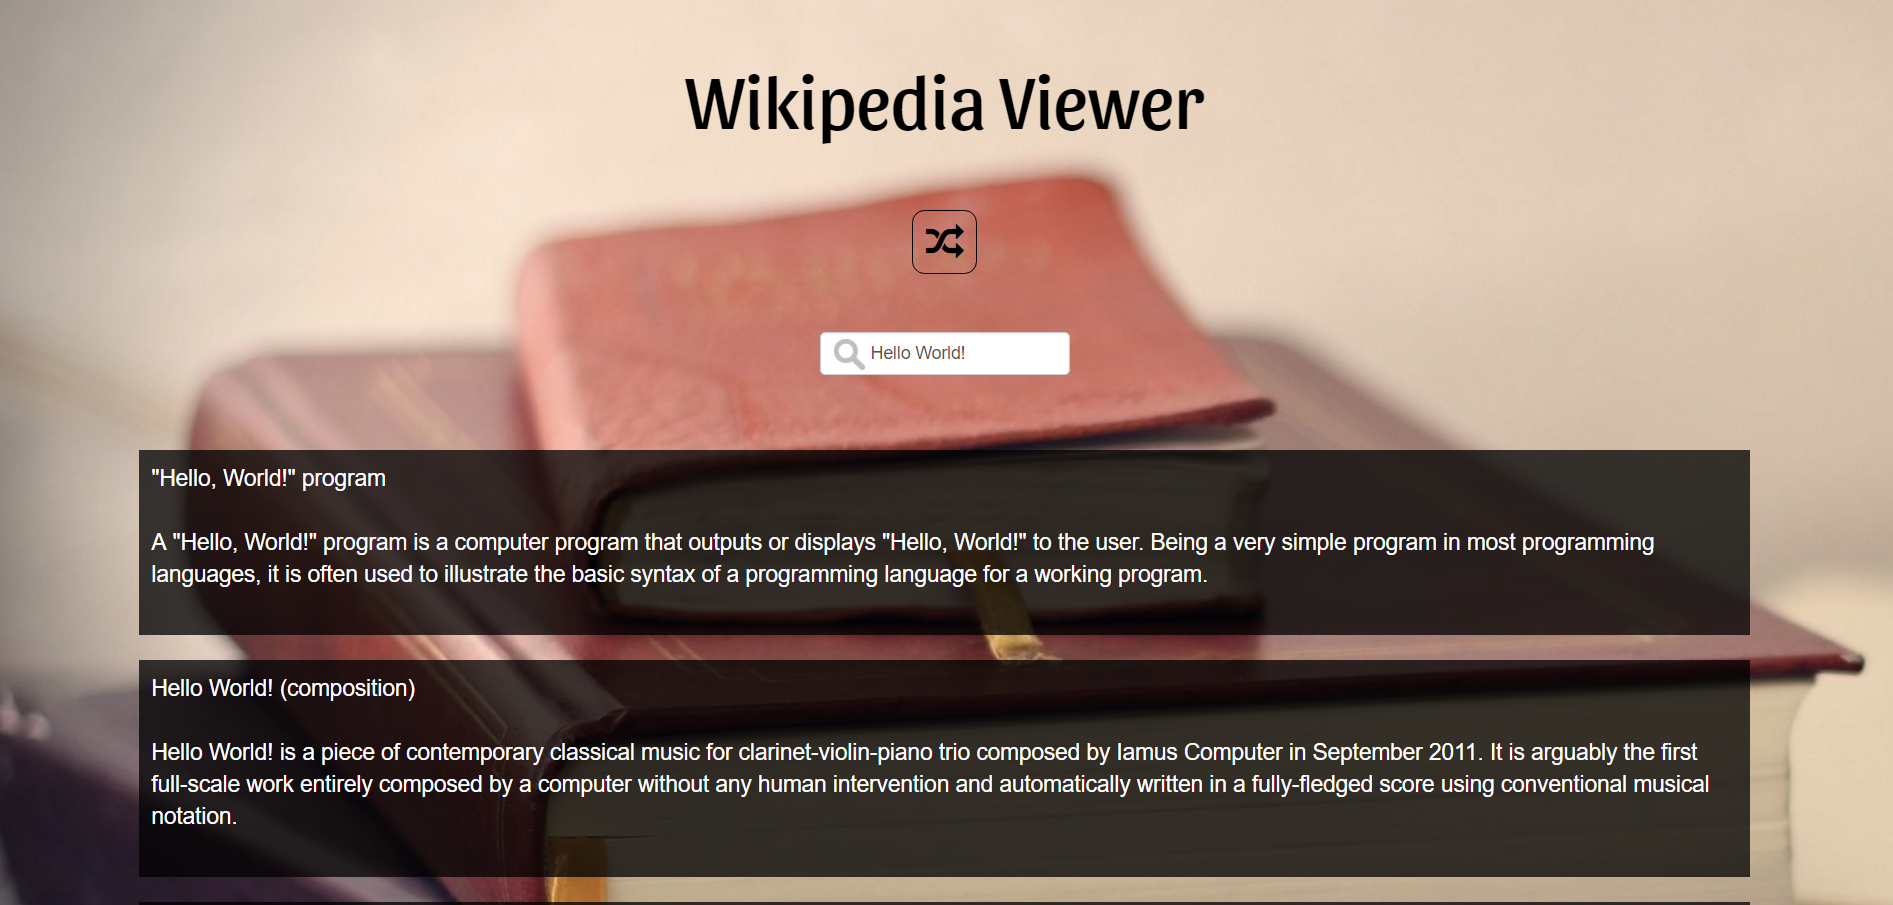 Wikipedia Viewer
Hello World!
"Hello, World!" program
A "Hello, World!" program is a computer program that outputs or displays "Hello, World!" to the user. Being a very simple program in most programming
languages, it is often used to illustrate the basic syntax of a programming language for a working program.
Hello World! (composition)
Hello World! is a piece of contemporary classical music for clarinet-violin-piano trio composed by Iamus Computer in September 2011. It is arguably the first
full-scale work entirely composed by a computer without any human intervention and automatically written in a fully-fledged score using conventional musical
notation.